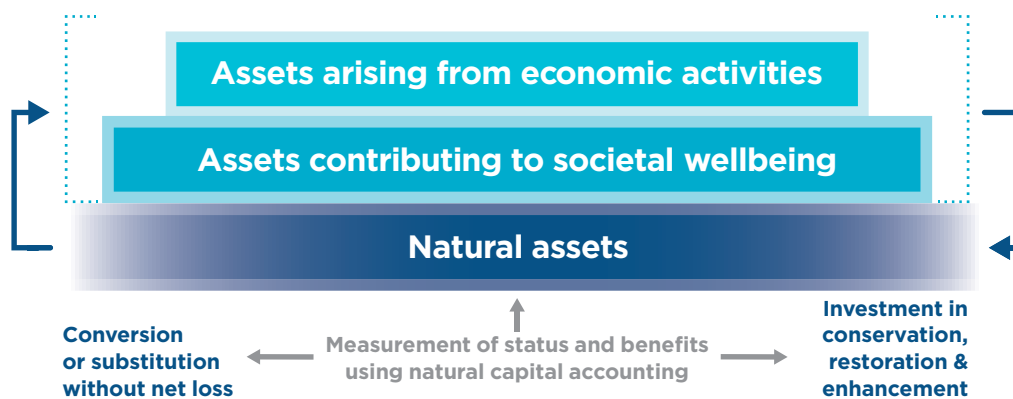 Assets arising from economic activities
Assets contributing to societal wellbeing
Natural assets
Conversion
or substitution
without net loss
Measurement of status and benefits
using natural capital accounting
Investment in
conservation,
restoration &
enhancement